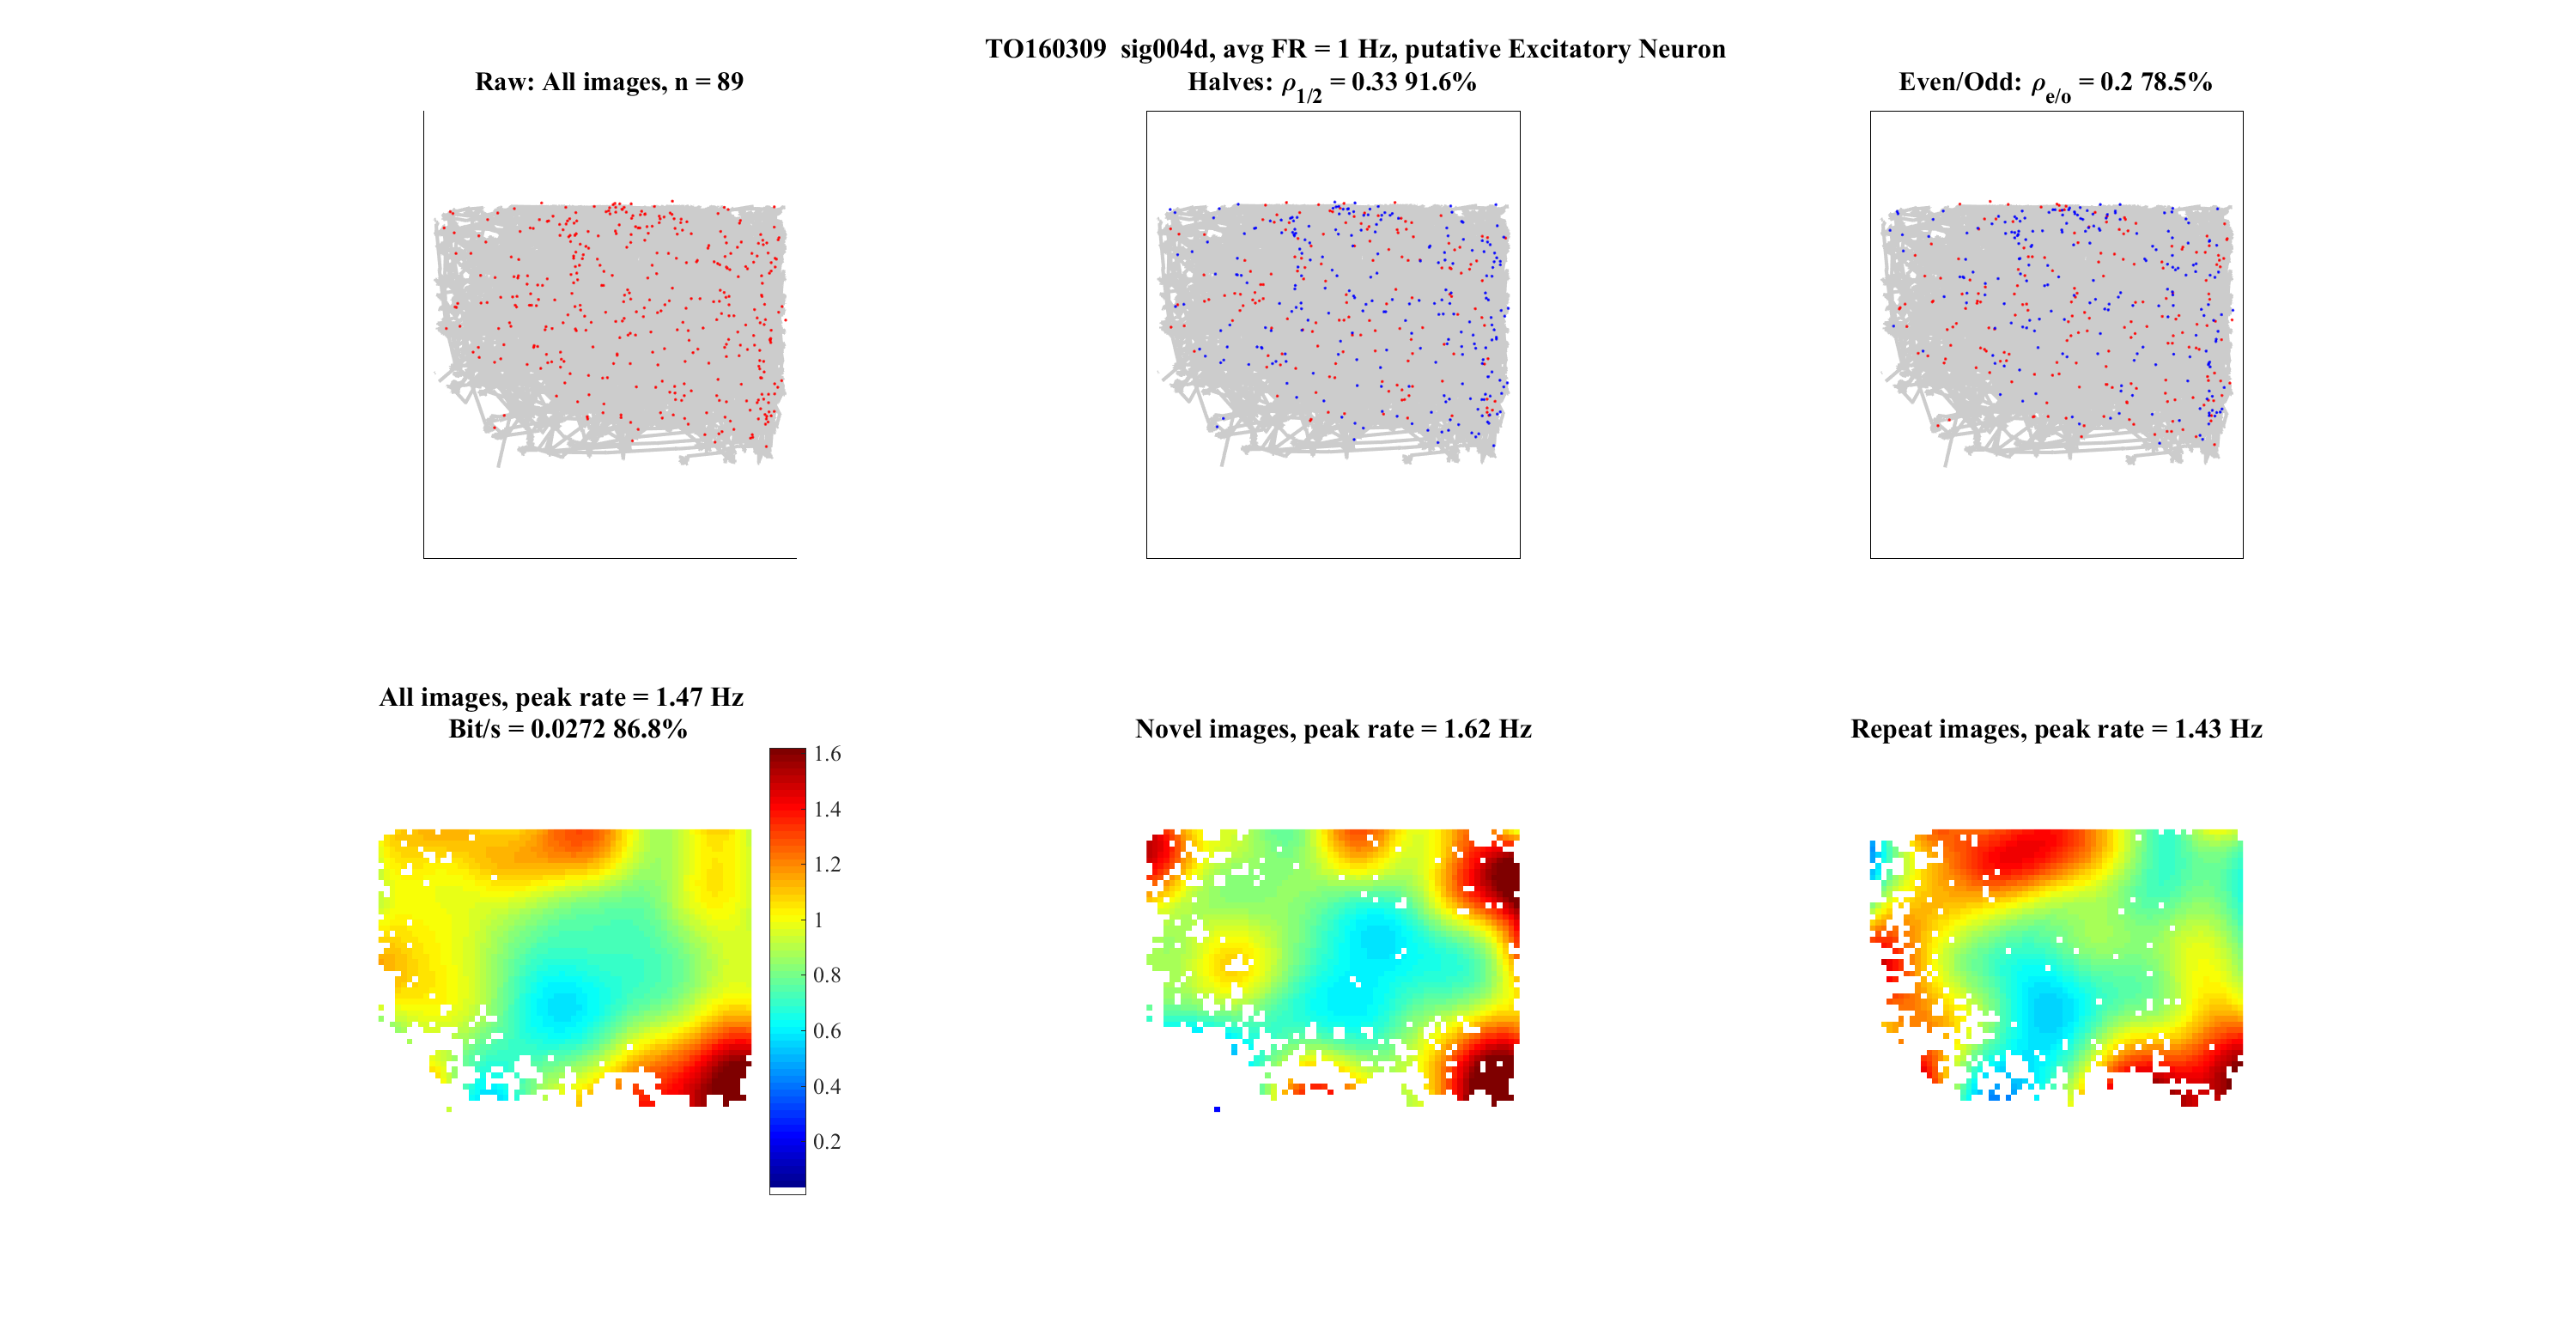 TO160309  sig004d, avg FR = 1 Hz, putative Excitatory Neuron
Raw: All images, n = 89
Halves: ρ1/2 = 0.33 91.6%
Even/Odd: ρe/o = 0.2 78.5%
All images, peak rate = 1.47 Hz
Bit/s = 0.0272 86.8%
Novel images, peak rate = 1.62 Hz
Repeat images, peak rate = 1.43 Hz
1.6
1.4
1.2
1
0.8
0.6
0.4
0.2